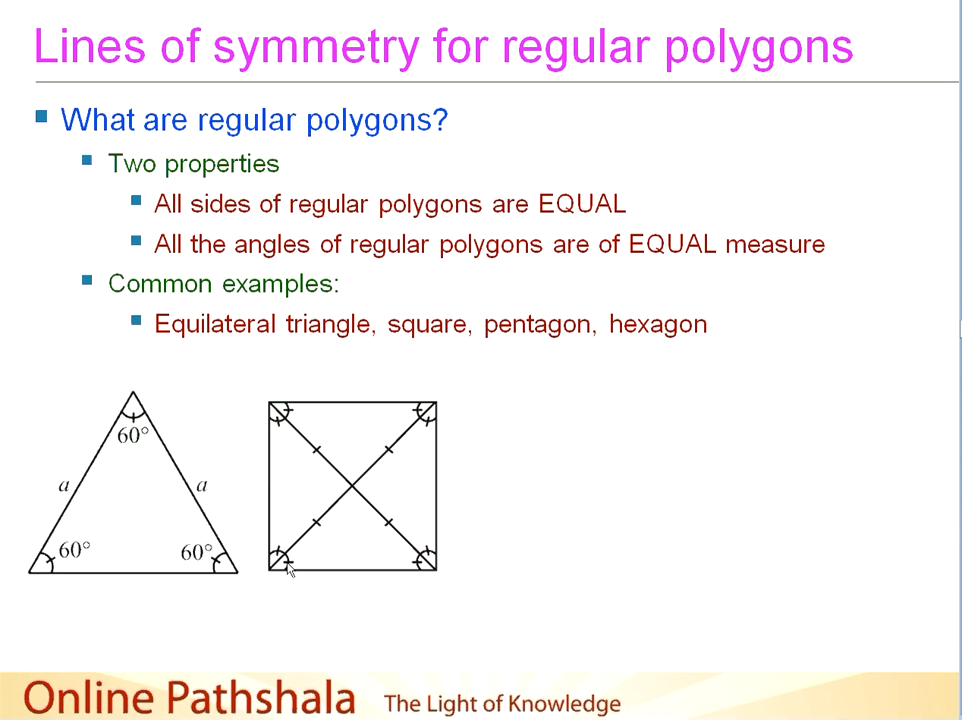 Lines of symmetry for regular polygons
What are regular polygons?
Two properties
All sides of regular polygons are EQUAL
All the angles of regular polygons are of EQUAL measure
Common examples:
Equilateral triangle, square, pentagon, hexagon
60°
a a
60° 60°
Online Pathshala The Light of Knowledge